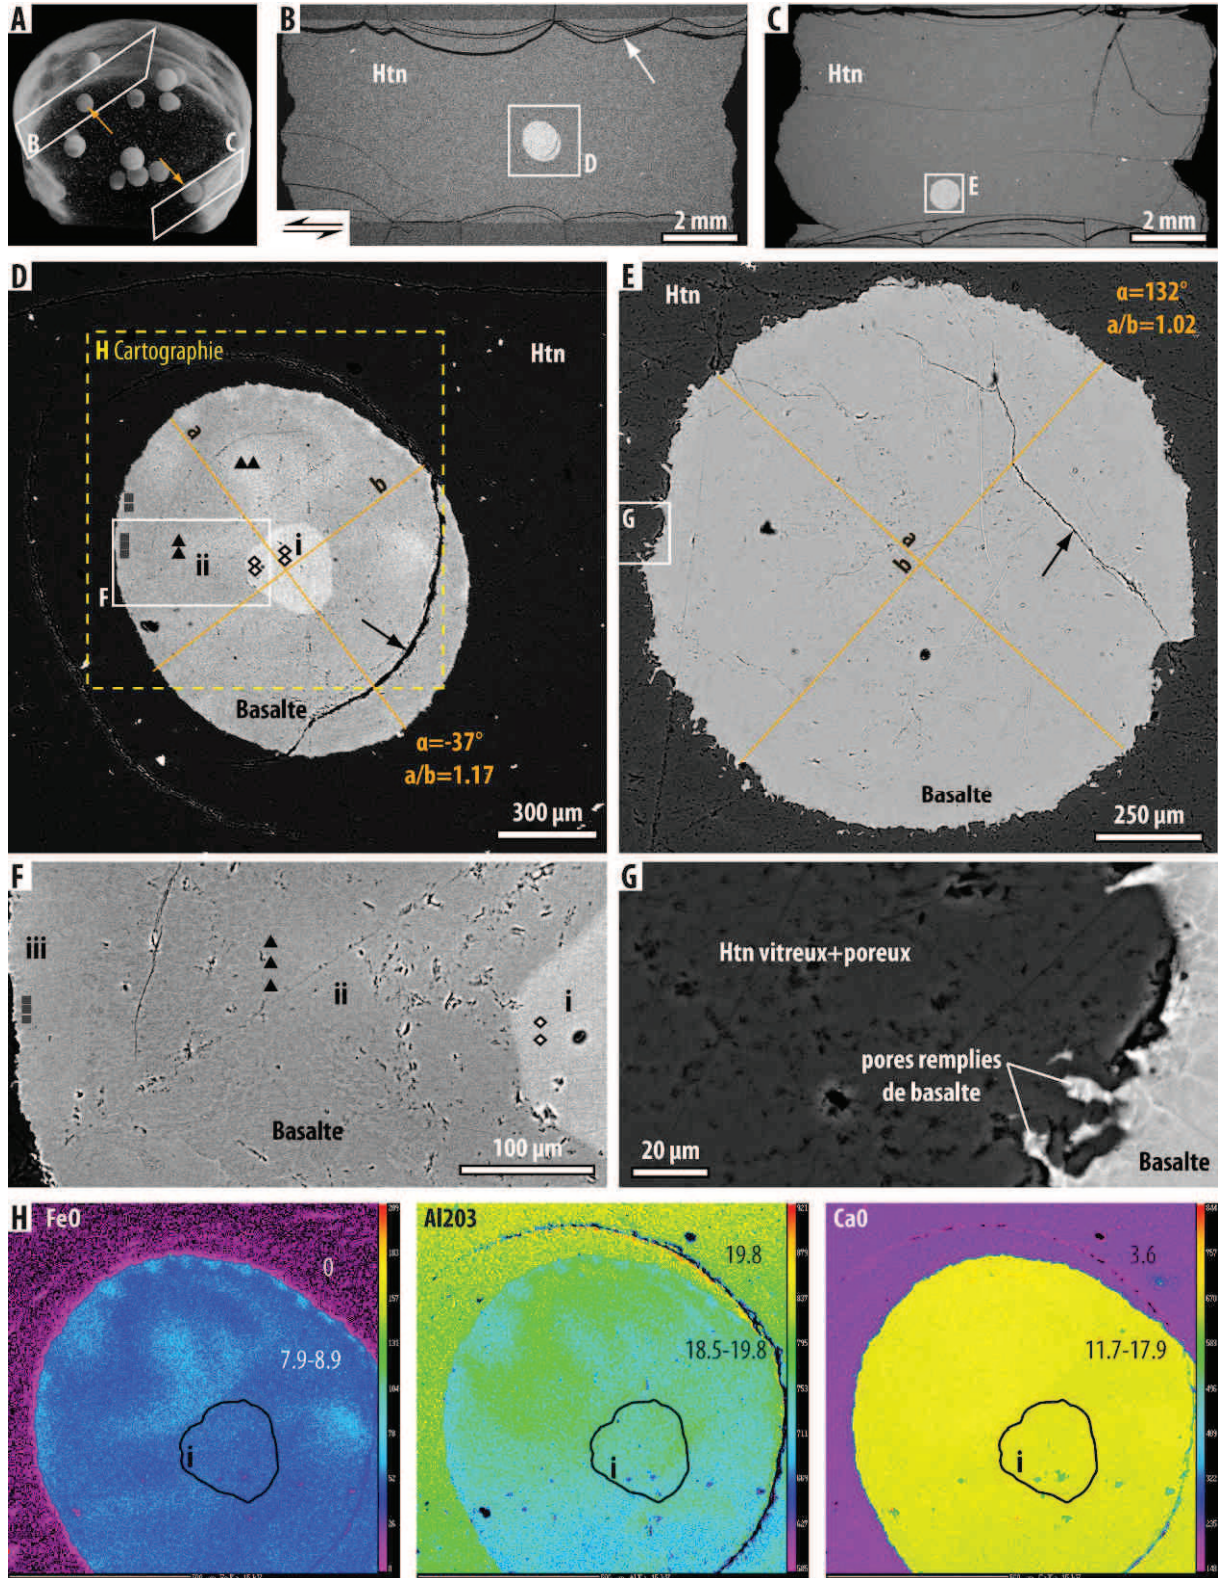 A
B
C
B
Htn
D
2 mm
C
Htn
E
2 mm
D
H Cartographie
Htn
a
b
i
ii
F
Basalte
α=-37°
a/b=1.17
300 µm
E
Htn
α=132°
a/b=1.02
G
a
b
Basalte
250 µm
F
iii
ii
i
Basalte
100 µm
G
Htn vitreux+poreux
pores remplies
de basalte
20 µm
Basalte
H
FeO
0
7.9-8.9
i
Al2O3
19.8
18.5-19.8
i
CaO
3.6
11.7-17.9
i